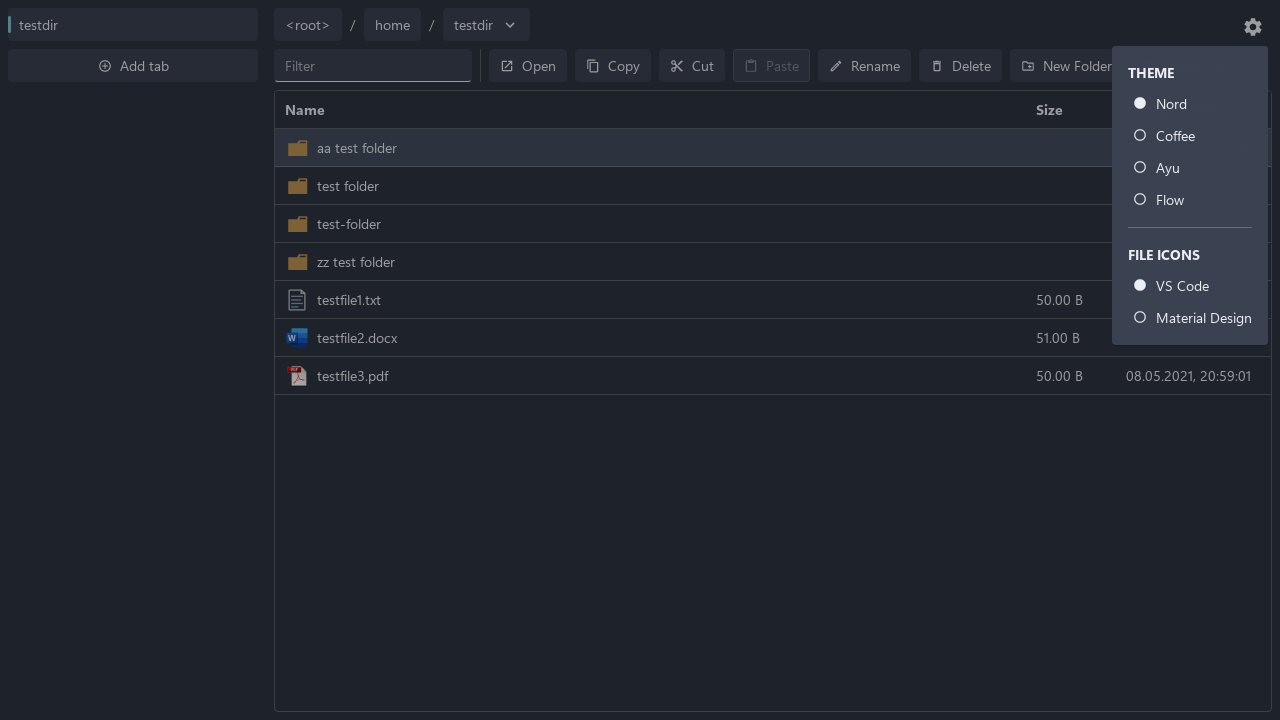 testdir
<root> / home / testdir
Add tab
Filter
Open Copy Cut Paste Rename Delete New Folder
Name Size
aa test folder
test folder
test-folder
zz test folder
testfile1.txt 50.00 B
testfile2.docx 51.00 B
testfile3.pdf 50.00 B 08.05.2021, 20:59:01
THEME
Nord
Coffee
Ayu
Flow
FILE ICONS
VS Code
Material Design